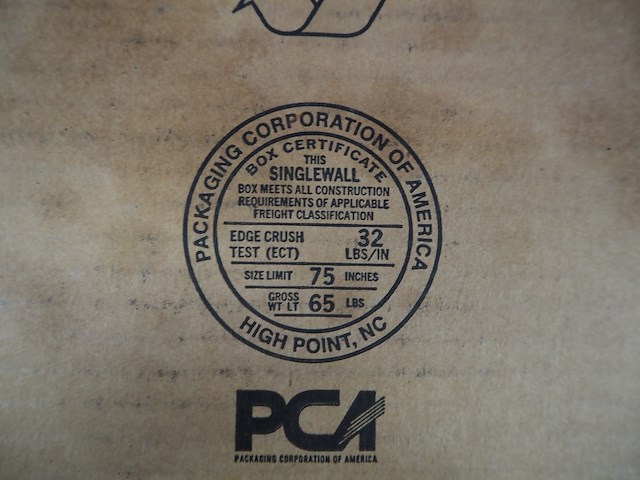 PACKAGING CORPORATION OF AMERICA
BOX CERTIFICATE
THIS
SINGLEWALL
BOX MEETS ALL CONSTRUCTION
REQUIREMENTS OF APPLICABLE
FREIGHT CLASSIFICATION
EDGE CRUSH 32
TEST (ECT) LBS/IN
SIZE LIMIT 75 INCHES
GROSS
WT LT 65 LBS
HIGH POINT, NC
PCA
PACKAGING CORPORATION OF AMERICA